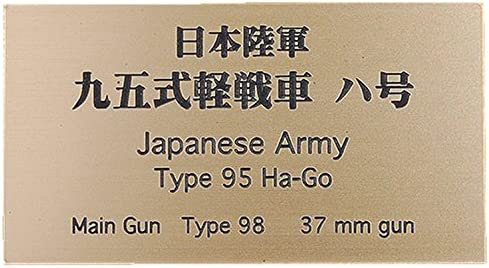 日本陸軍
九五式軽戦車 ハ号
Japanese Army
Type 95 Ha-Go
Main Gun Type 98 37 mm gun